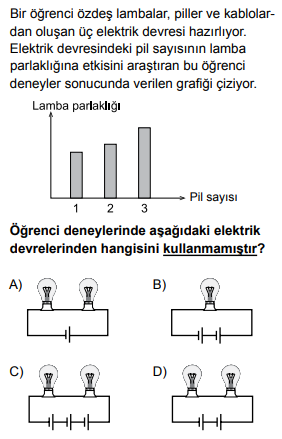 Bir öğrenci özdeş lambalar, piller ve kablolar-
dan oluşan üç elektrik devresi hazırlıyor.
Elektrik devresindeki pil sayısının lamba
parlaklığına etkisini araştıran bu öğrenci
deneyler sonucunda verilen grafiği çiziyor.
Lamba parlaklığı
Pil sayısı
1 2 3
Öğrenci deneylerinde aşağıdaki elektrik
devrelerinden hangisini kullanmamıştır?
A) B)
C) D)